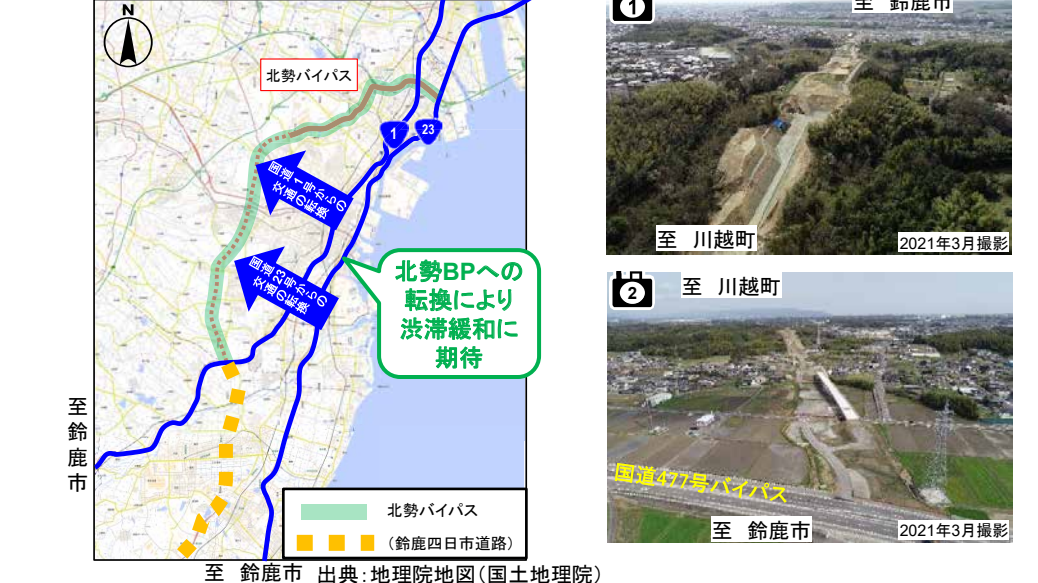 N
北勢バイパス
1
23
国道1号からの
交通の転換
国道23号からの
交通の転換
北勢BPへの
転換により
渋滞緩和に
期待
至
鈴
鹿
市
北勢バイパス
(鈴鹿四日市道路)
至 鈴鹿市
出典:地理院地図(国土地理院)
1
至 鈴鹿市
至 川越町
2021年3月撮影
2
至 川越町
国道477号バイパス
至 鈴鹿市
2021年3月撮影